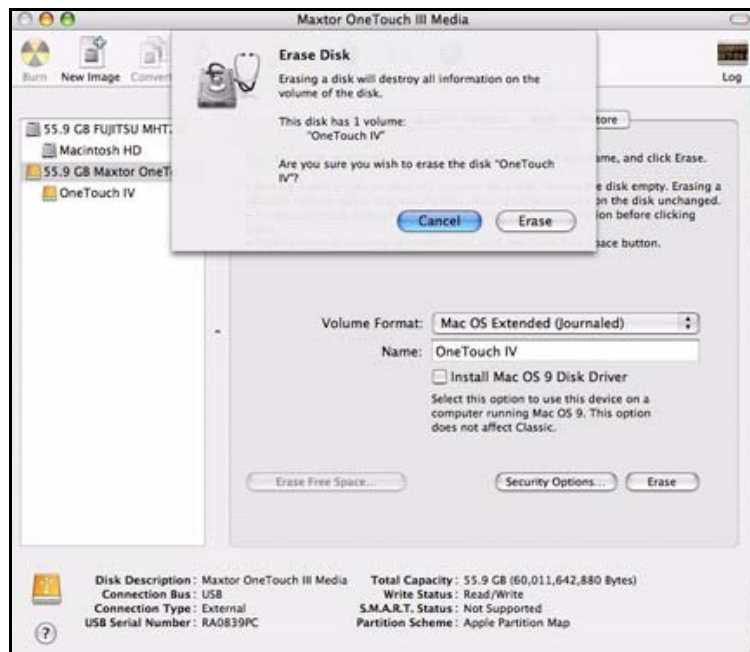 Maxtor OneTouch III Media
Burn
New Image
Convert
Log
Erase Disk
Erasing a disk will destroy all information on the
volume of the disk.
This disk has 1 volume:
"OneTouch IV"
Are you sure you wish to erase the disk "OneTouch
IV"?
Cancel
Erase
55.9 GB FUJITSU MHT
Macintosh HD
55.9 GB Maxtor OneT
OneTouch IV
tore
ame, and click Erase.
e disk empty. Erasing a
on the disk unchanged.
ion before clicking
pace button.
Volume Format: Mac OS Extended (Journaled)
Name: OneTouch IV
Install Mac OS 9 Disk Driver
Select this option to use this device on a
computer running Mac OS 9. This option
does not affect Classic.
Erase Free Space...
Security Options...
Erase
Disk Description : Maxtor OneTouch III Media
Connection Bus : USB
Connection Type : External
USB Serial Number : RA0839PC
Total Capacity : 55.9 GB (60,011,642,880 Bytes)
Write Status : Read/Write
S.M.A.R.T. Status : Not Supported
Partition Scheme : Apple Partition Map
?